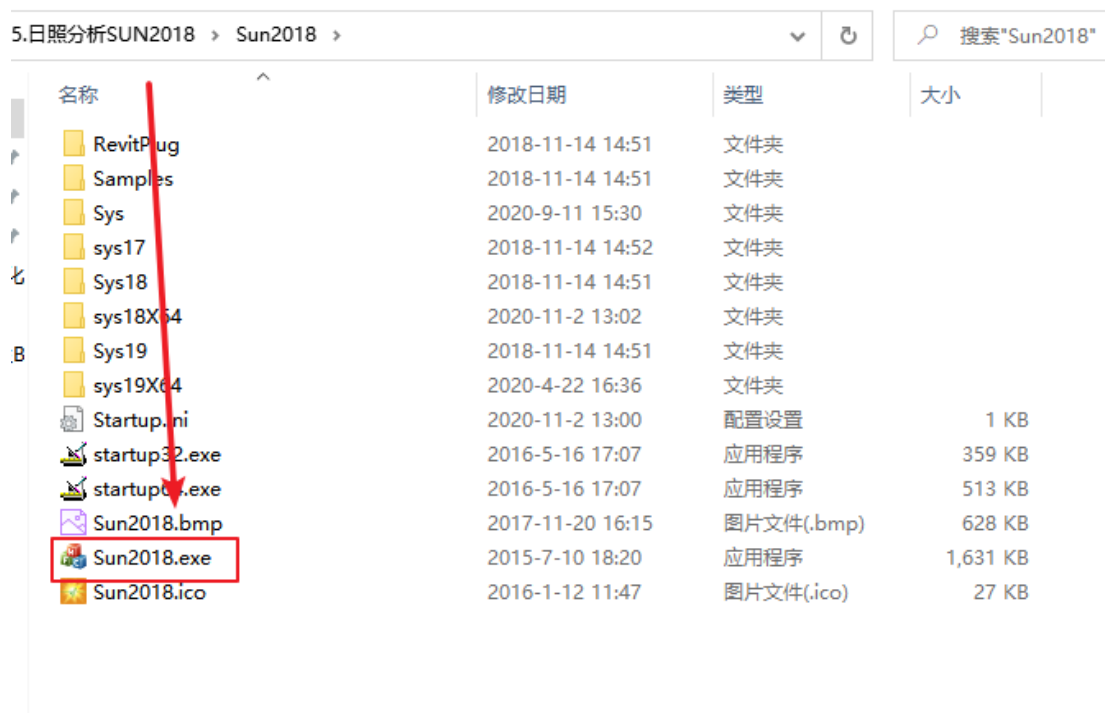 5.日照分析SUN2018 › Sun2018 › 搜索"Sun2018"
名称 修改日期 类型 大小
RevitPlug 2018-11-14 14:51 文件夹
Samples 2018-11-14 14:51 文件夹
Sys 2020-9-11 15:30 文件夹
sys17 2018-11-14 14:52 文件夹
Sys18 2018-11-14 14:51 文件夹
sys18X64 2020-11-2 13:02 文件夹
Sys19 2018-11-14 14:51 文件夹
sys19X64 2020-4-22 16:36 文件夹
Startup.ini 2020-11-2 13:00 配置设置 1 KB
startup32.exe 2016-5-16 17:07 应用程序 359 KB
startup64.exe 2016-5-16 17:07 应用程序 513 KB
Sun2018.bmp 2017-11-20 16:15 图片文件(.bmp) 628 KB
Sun2018.exe 2015-7-10 18:20 应用程序 1,631 KB
Sun2018.ico 2016-1-12 11:47 图片文件(.ico) 27 KB